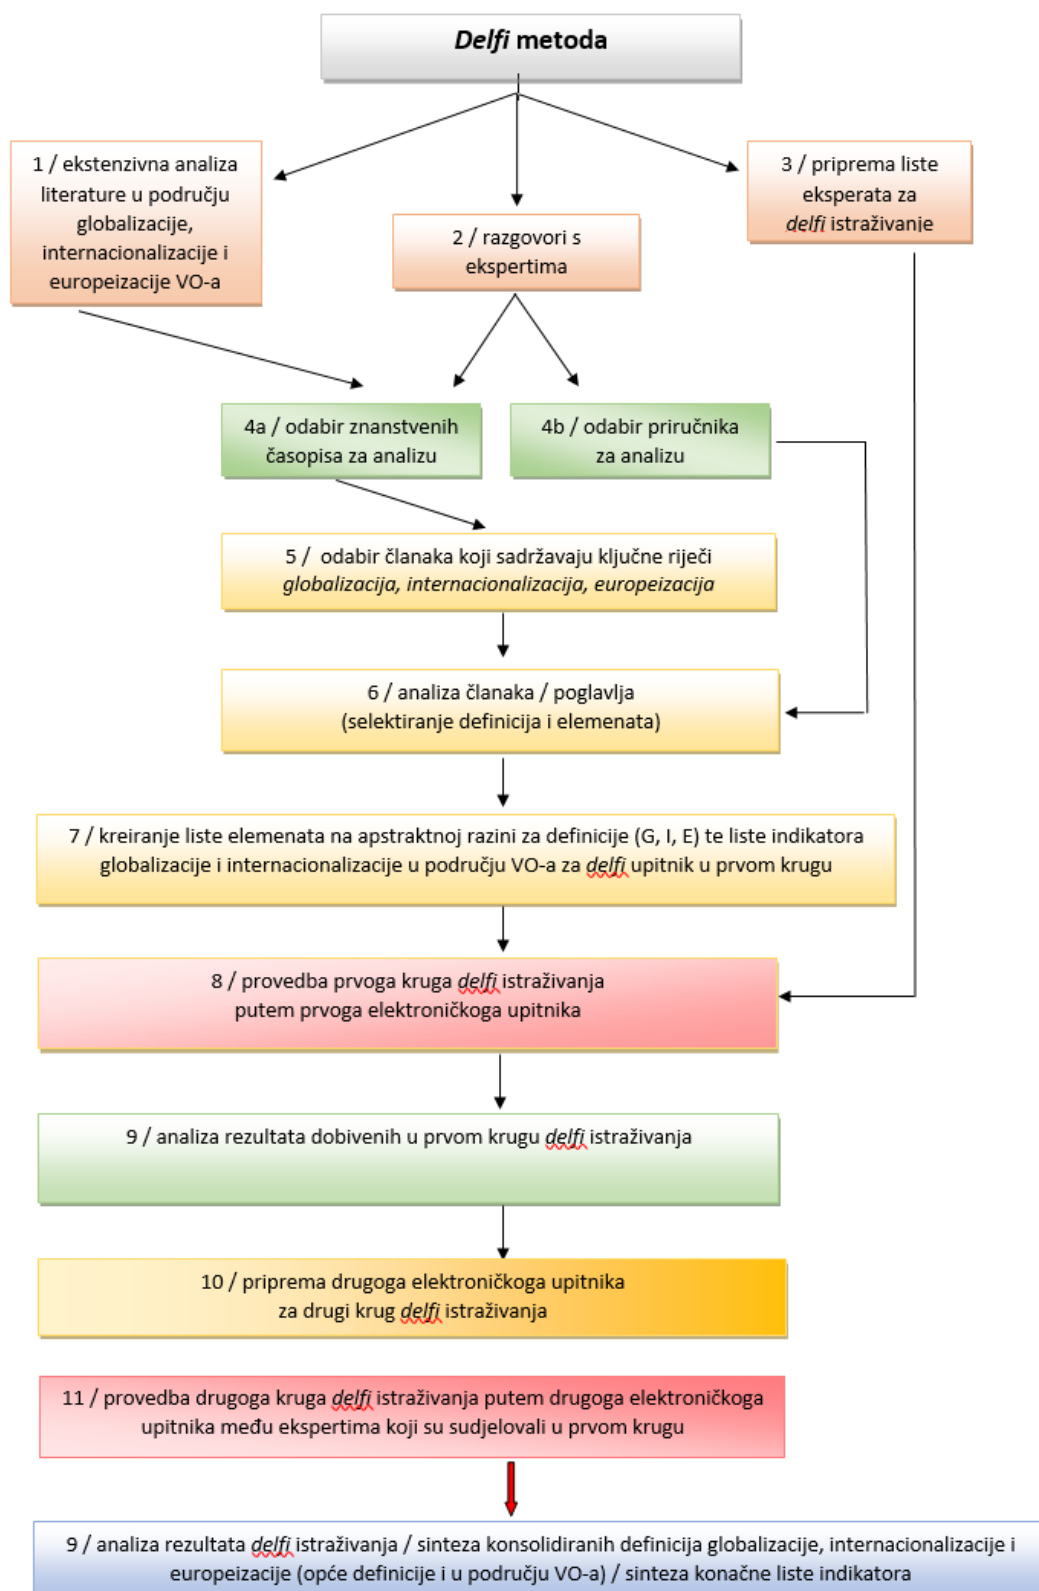 Delfi metoda
1 / ekstenzivna analiza
literature u području
globalizacije,
internacionalizacije i
europeizacije VO-a
2 / razgovori s
ekspertima
3 / priprema liste
eksperata za
delfi istraživanje
4a / odabir znanstvenih
časopisa za analizu
4b / odabir priručnika
za analizu
5 / odabir članaka koji sadržavaju ključne riječi
globalizacija, internacionalizacija, europeizacija
6 / analiza članaka / poglavlja
(selektiranje definicija i elemenata)
7 / kreiranje liste elemenata na apstraktnoj razini za definicije (G, I, E) te liste indikatora
globalizacije i internacionalizacije u području VO-a za delfi upitnik u prvom krugu
8 / provedba prvoga kruga delfi istraživanja
putem prvoga elektroničkoga upitnika
9 / analiza rezultata dobivenih u prvom krugu delfi istraživanja
10 / priprema drugoga elektroničkoga upitnika
za drugi krug delfi istraživanja
11 / provedba drugoga kruga delfi istraživanja putem drugoga elektroničkoga
upitnika među ekspertima koji su sudjelovali u prvom krugu
9 / analiza rezultata delfi istraživanja / sinteza konsolidiranih definicija globalizacije, internacionalizacije i
europeizacije (opće definicije i u području VO-a) / sinteza konačne liste indikatora